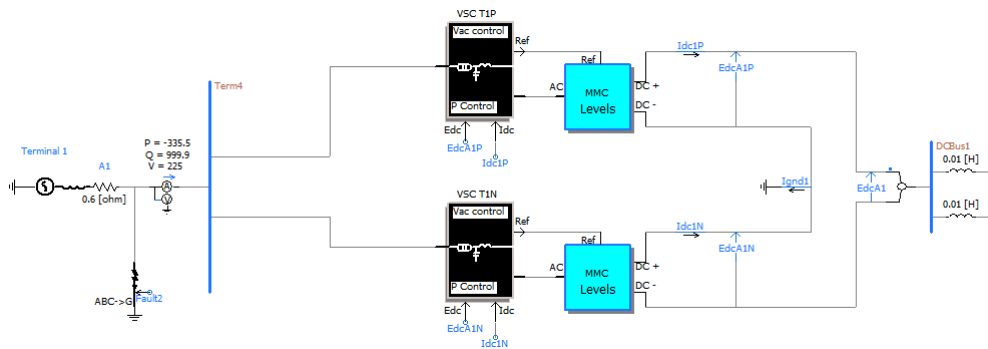 VSC T1P
Vac control
Ref
P Control
Edc
Idc
EdcA1P
Idc1P
AC
Ref
MMC
Levels
DC +
DC -
Idc1P
EdcA1P
Term4
P = -335.5
Q = 999.9
V = 225
Terminal 1
A1
0.6 [ohm]
A
V
ABC->G
Fault2
VSC T1N
Vac control
Ref
P Control
Edc
Idc
EdcA1N
Idc1N
AC
Ref
MMC
Levels
DC +
DC -
Idc1N
EdcA1N
Ignd1
EdcA1
DCBus1
0.01 [H]
0.01 [H]